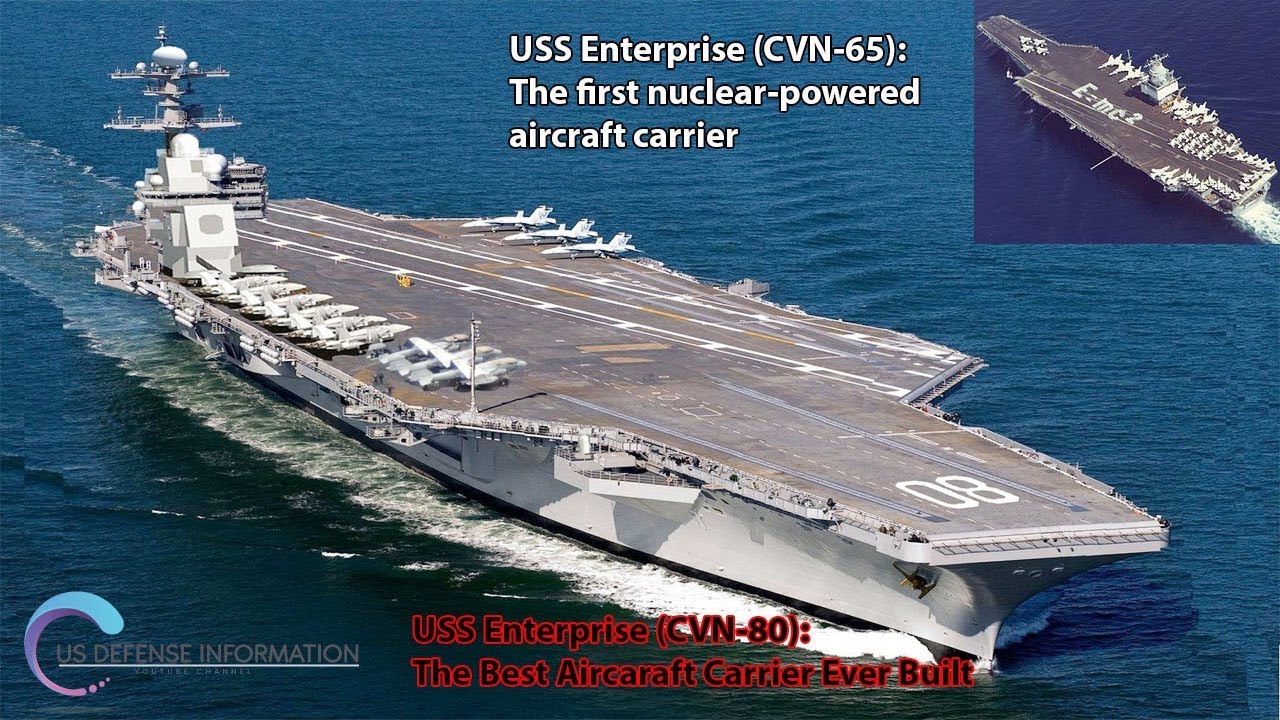 USS Enterprise (CVN-65):
The first nuclear-powered
aircraft carrier
E=mc²
80
USS Enterprise (CVN-80):
The Best Aircaraft Carrier Ever Built
US DEFENSE INFORMATION
YOUTUBE CHANNEL